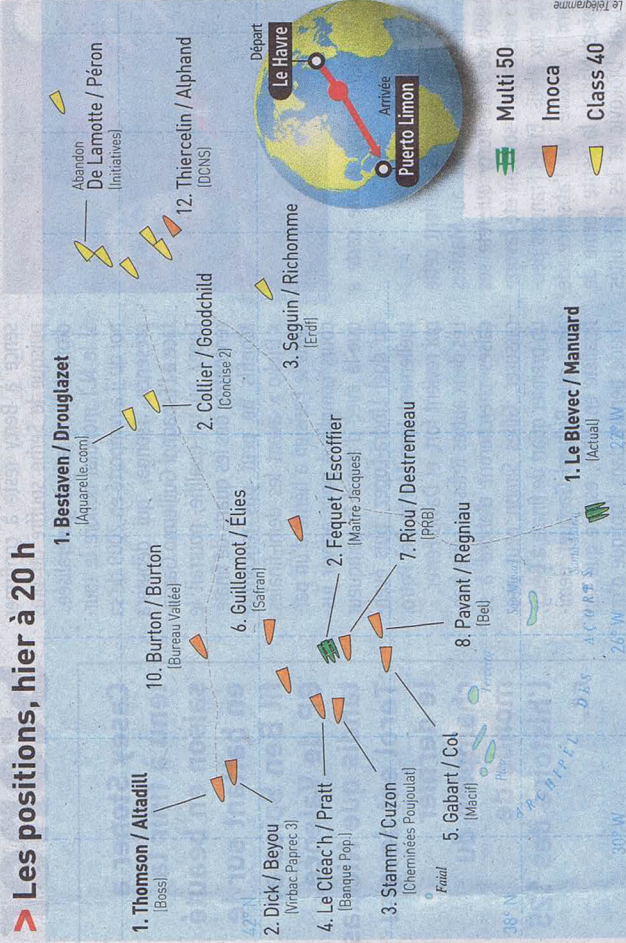 > Les positions, hier à 20 h
1. Thomson / Altadill
(Boss)
2. Dick / Beyou
(Virbac Paprec 3)
4. Le Cléac'h / Pratt
(Banque Pop.)
3. Stamm / Cuzon
(Cheminées Poujoulat)
5. Gabart / Col
(Macif)
10. Burton / Burton
(Bureau Vallée)
6. Guillemot / Élies
(Safran)
2. Fequet / Escoffier
(Maître Jacques)
7. Riou / Destremeau
(PRB)
8. Pavant / Regniau
(Bel)
1. Bestaven / Drouglazet
(Aquarelle.com)
2. Collier / Goodchild
(Concise 2)
3. Seguin / Richomme
(Erdf)
1. Le Blevec / Manuard
(Actual)
Abandon
De Lamotte / Péron
(Initiatives)
12. Thiercelin / Alphand
(DCNS)
Départ
Le Havre
Arrivée
Puerto Limon
Multi 50
Imoca
Class 40
Le Télégramme
42° N
38° N
30° W
26° W
22° W
Faial
ARCHIPEL DES AÇORES